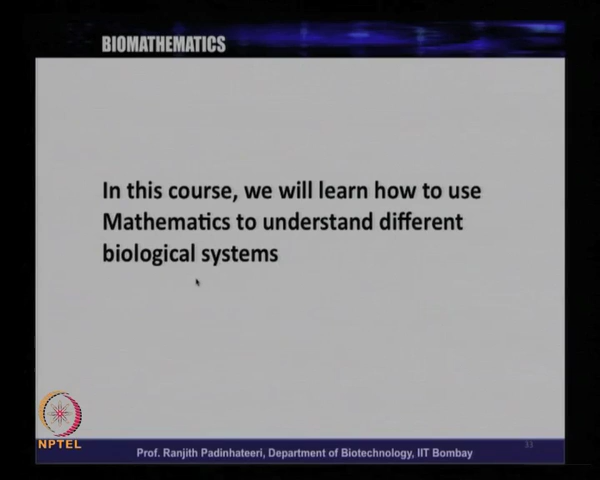 BIOMATHEMATICS
In this course, we will learn how to use
Mathematics to understand different
biological systems
NPTEL
Prof. Ranjith Padinhateeri, Department of Biotechnology, IIT Bombay
33